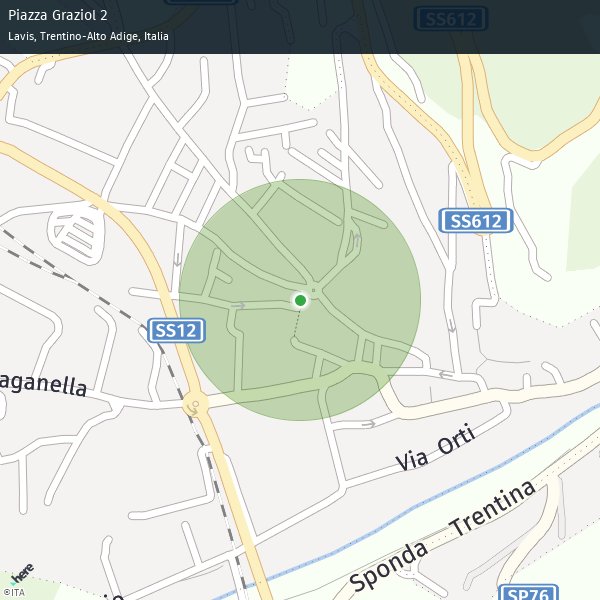 Piazza Graziol 2
Lavis, Trentino-Alto Adige, Italia
SS612
SS612
SS12
aganella
Via Orti
Sponda Trentina
SP76
here
©ITA